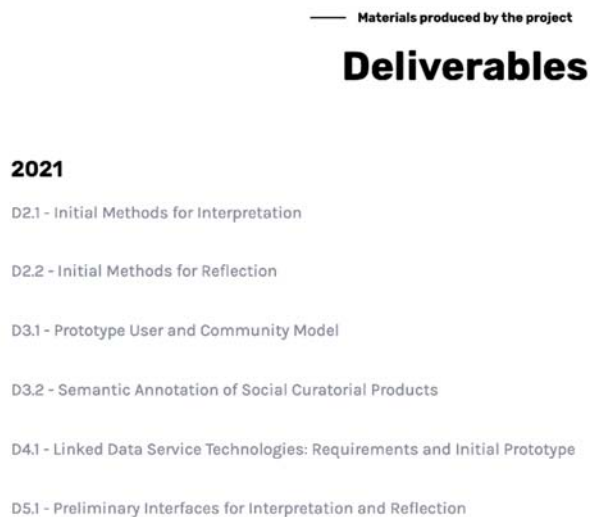 Materials produced by the project
Deliverables
2021
D2.1 - Initial Methods for Interpretation
D2.2 - Initial Methods for Reflection
D3.1 - Prototype User and Community Model
D3.2 - Semantic Annotation of Social Curatorial Products
D4.1 - Linked Data Service Technologies: Requirements and Initial Prototype
D5.1 - Preliminary Interfaces for Interpretation and Reflection